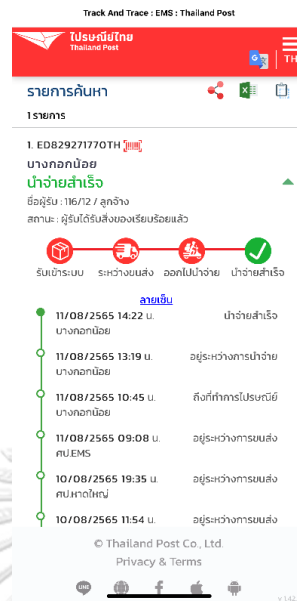 Track And Trace : EMS : Thailand Post
ไปรษณีย์ไทย
Thailand Post
TH
รายการค้นหา
1 รายการ
1. ED829271770TH
บางกอกน้อย
นำจ่ายสำเร็จ
ชื่อผู้รับ : 116/12 / ลูกจ้าง
สถานะ : ผู้รับได้รับสิ่งของเรียบร้อยแล้ว
รับเข้าระบบ ระหว่างขนส่ง ออกไปนำจ่าย นำจ่ายสำเร็จ
ลายเซ็น
11/08/2565 14:22 น. นำจ่ายสำเร็จ
บางกอกน้อย
11/08/2565 13:19 น. อยู่ระหว่างการนำจ่าย
บางกอกน้อย
11/08/2565 10:45 น. ถึงที่ทำการไปรษณีย์
บางกอกน้อย
11/08/2565 09:08 น. อยู่ระหว่างการขนส่ง
ศป.EMS
10/08/2565 19:35 น. อยู่ระหว่างการขนส่ง
ศป.หาดใหญ่
10/08/2565 11:54 น. อยู่ระหว่างการขนส่ง
© Thailand Post Co., Ltd.
Privacy & Terms